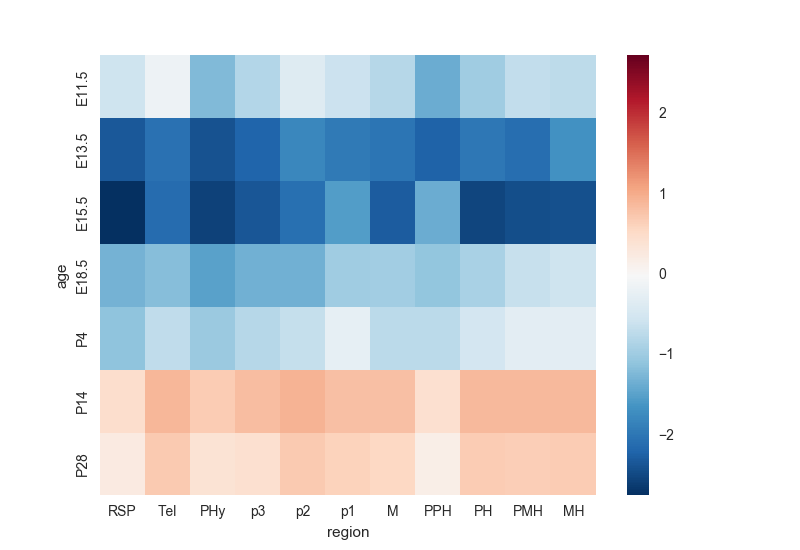 age
E11.5
E13.5
E15.5
E18.5
P4
P14
P28
RSP Tel PHy p3 p2 p1 M PPH PH PMH MH
region
2
1
0
−1
−2